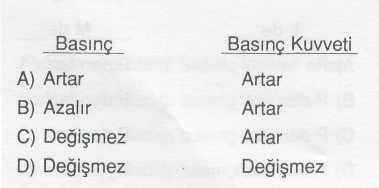 Basınç Basınç Kuvveti
A) Artar Artar
B) Azalır Artar
C) Değişmez Artar
D) Değişmez Değişmez